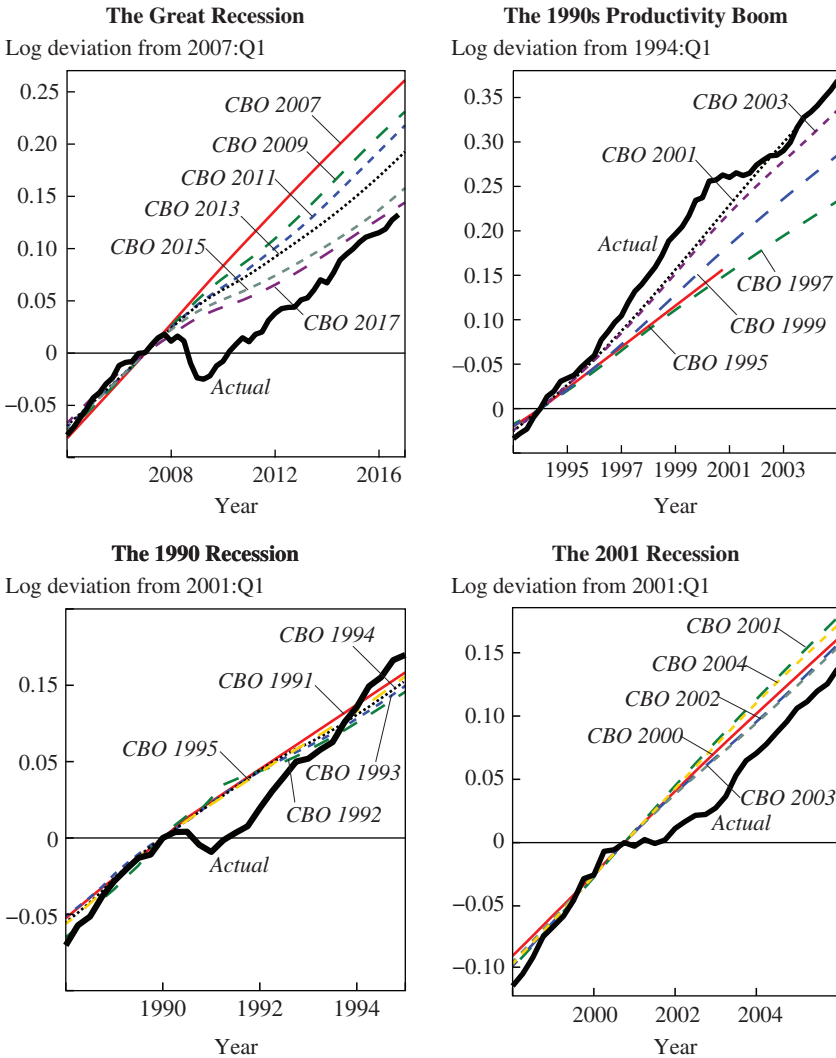 The Great Recession
Log deviation from 2007:Q1
0.25
0.20
0.15
0.10
0.05
0
−0.05
CBO 2007
CBO 2009
CBO 2011
CBO 2013
CBO 2015
CBO 2017
Actual
2008
2012
2016
Year
The 1990s Productivity Boom
Log deviation from 1994:Q1
0.35
0.30
0.25
0.20
0.15
0.10
−0.05
0
CBO 2003
CBO 2001
Actual
CBO 1997
CBO 1999
CBO 1995
1995
1997
1999
2001
2003
Year
The 1990 Recession
Log deviation from 2001:Q1
0.15
0.05
0
−0.05
CBO 1994
CBO 1991
CBO 1995
CBO 1993
CBO 1992
Actual
1990
1992
1994
Year
The 2001 Recession
Log deviation from 2001:Q1
0.15
0.10
0.05
0
−0.05
−0.10
CBO 2001
CBO 2004
CBO 2002
CBO 2000
CBO 2003
Actual
2000
2002
2004
Year